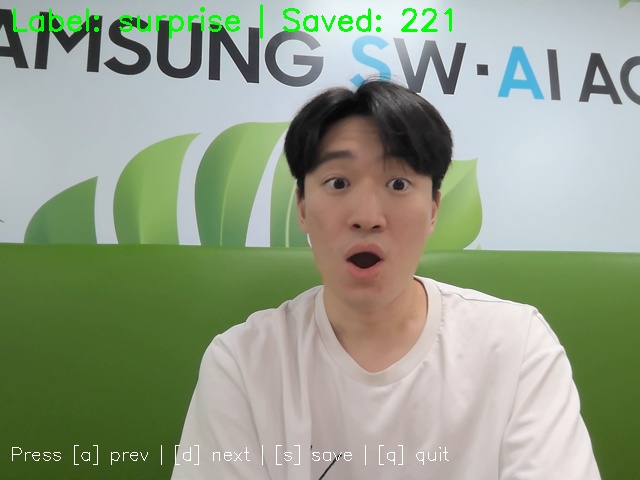 Label: surprise | Saved: 221
AMSUNG SW·AI AC
Press [a] prev | [d] next | [s] save | [q] quit